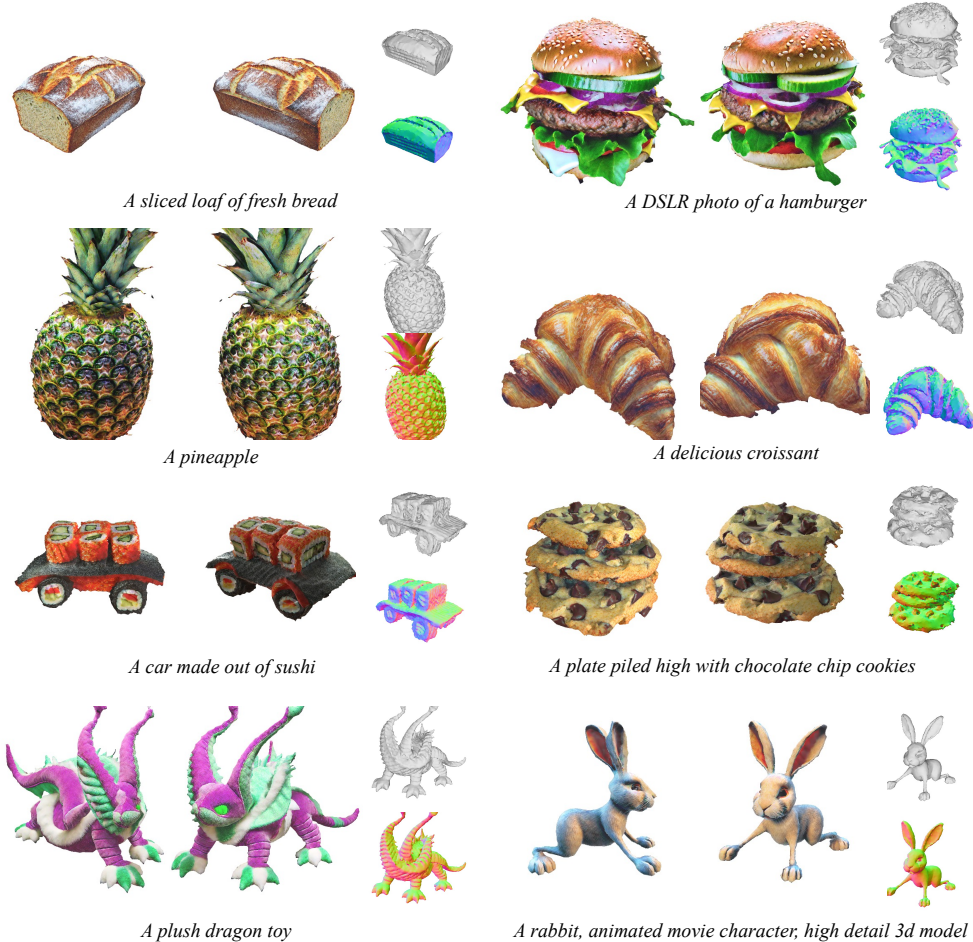 A sliced loaf of fresh bread
A DSLR photo of a hamburger
A pineapple
A delicious croissant
A car made out of sushi
A plate piled high with chocolate chip cookies
A plush dragon toy
A rabbit, animated movie character, high detail 3d model